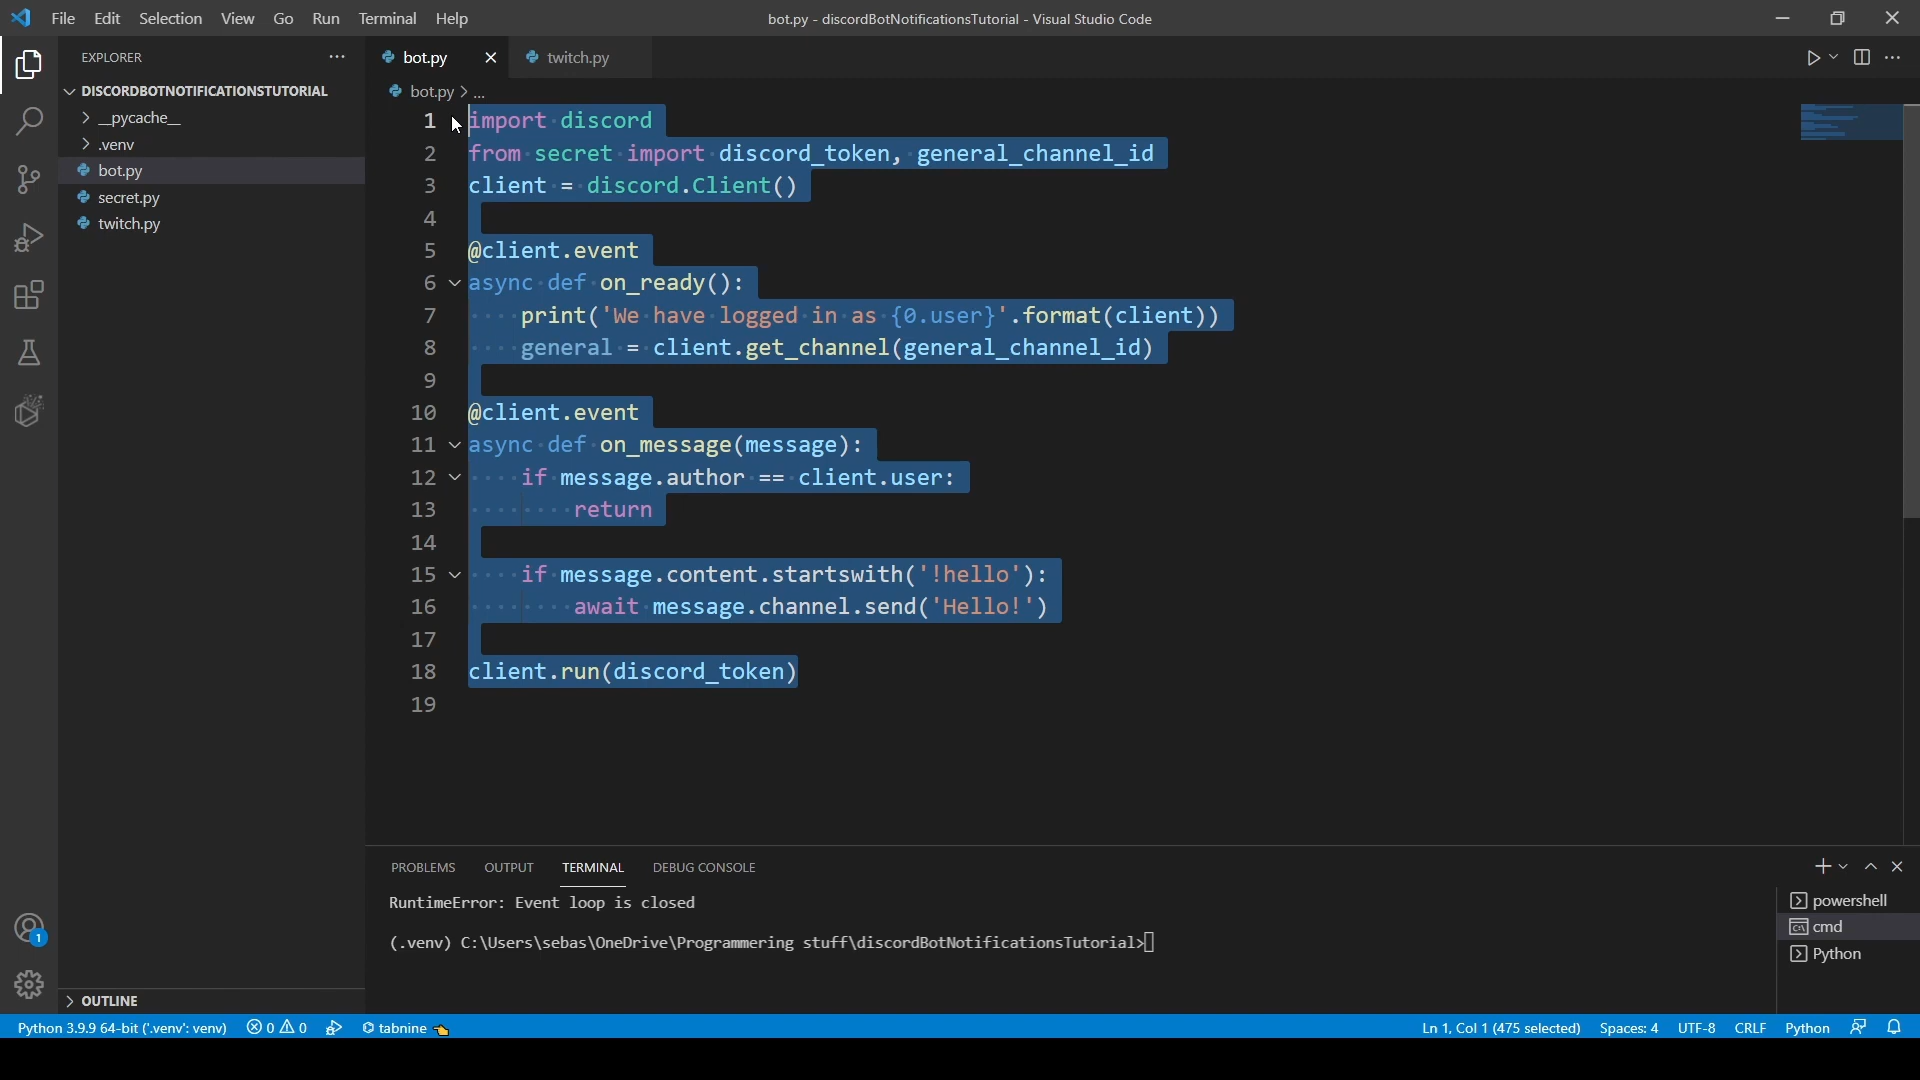 File Edit Selection View Go Run Terminal Help
bot.py - discordBotNotificationsTutorial - Visual Studio Code
EXPLORER
DISCORDBOTNOTIFICATIONSTUTORIAL
__pycache__
.venv
bot.py
secret.py
twitch.py
OUTLINE
bot.py
twitch.py
bot.py > ...
1 import discord
2 from secret import discord_token, general_channel_id
3 client = discord.Client()
4
5 @client.event
6 async def on_ready():
7 print('We have logged in as {0.user}'.format(client))
8 general = client.get_channel(general_channel_id)
9
10 @client.event
11 async def on_message(message):
12 if message.author == client.user:
13 return
14
15 if message.content.startswith('!hello'):
16 await message.channel.send('Hello!')
17
18 client.run(discord_token)
19
PROBLEMS OUTPUT TERMINAL DEBUG CONSOLE
RuntimeError: Event loop is closed
(.venv) C:\Users\sebas\OneDrive\Programmering stuff\discordBotNotificationsTutorial>
powershell
cmd
Python
1
Python 3.9.9 64-bit ('.venv': venv) 0 0 tabnine Ln 1, Col 1 (475 selected) Spaces: 4 UTF-8 CRLF Python